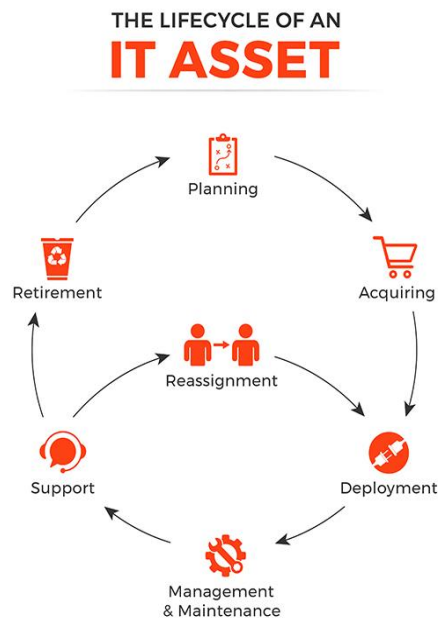 THE LIFECYCLE OF AN
IT ASSET
Planning
Retirement
Acquiring
Reassignment
Support
Deployment
Management
& Maintenance